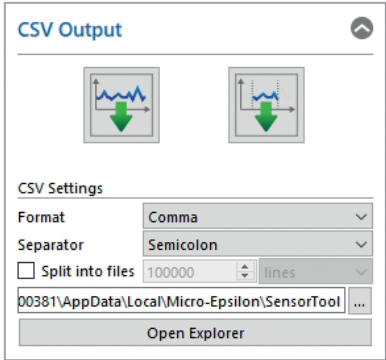 CSV Output
CSV Settings
Format Comma
Separator Semicolon
Split into files 100000 lines
00381\AppData\Local\Micro-Epsilon\SensorTool ...
Open Explorer